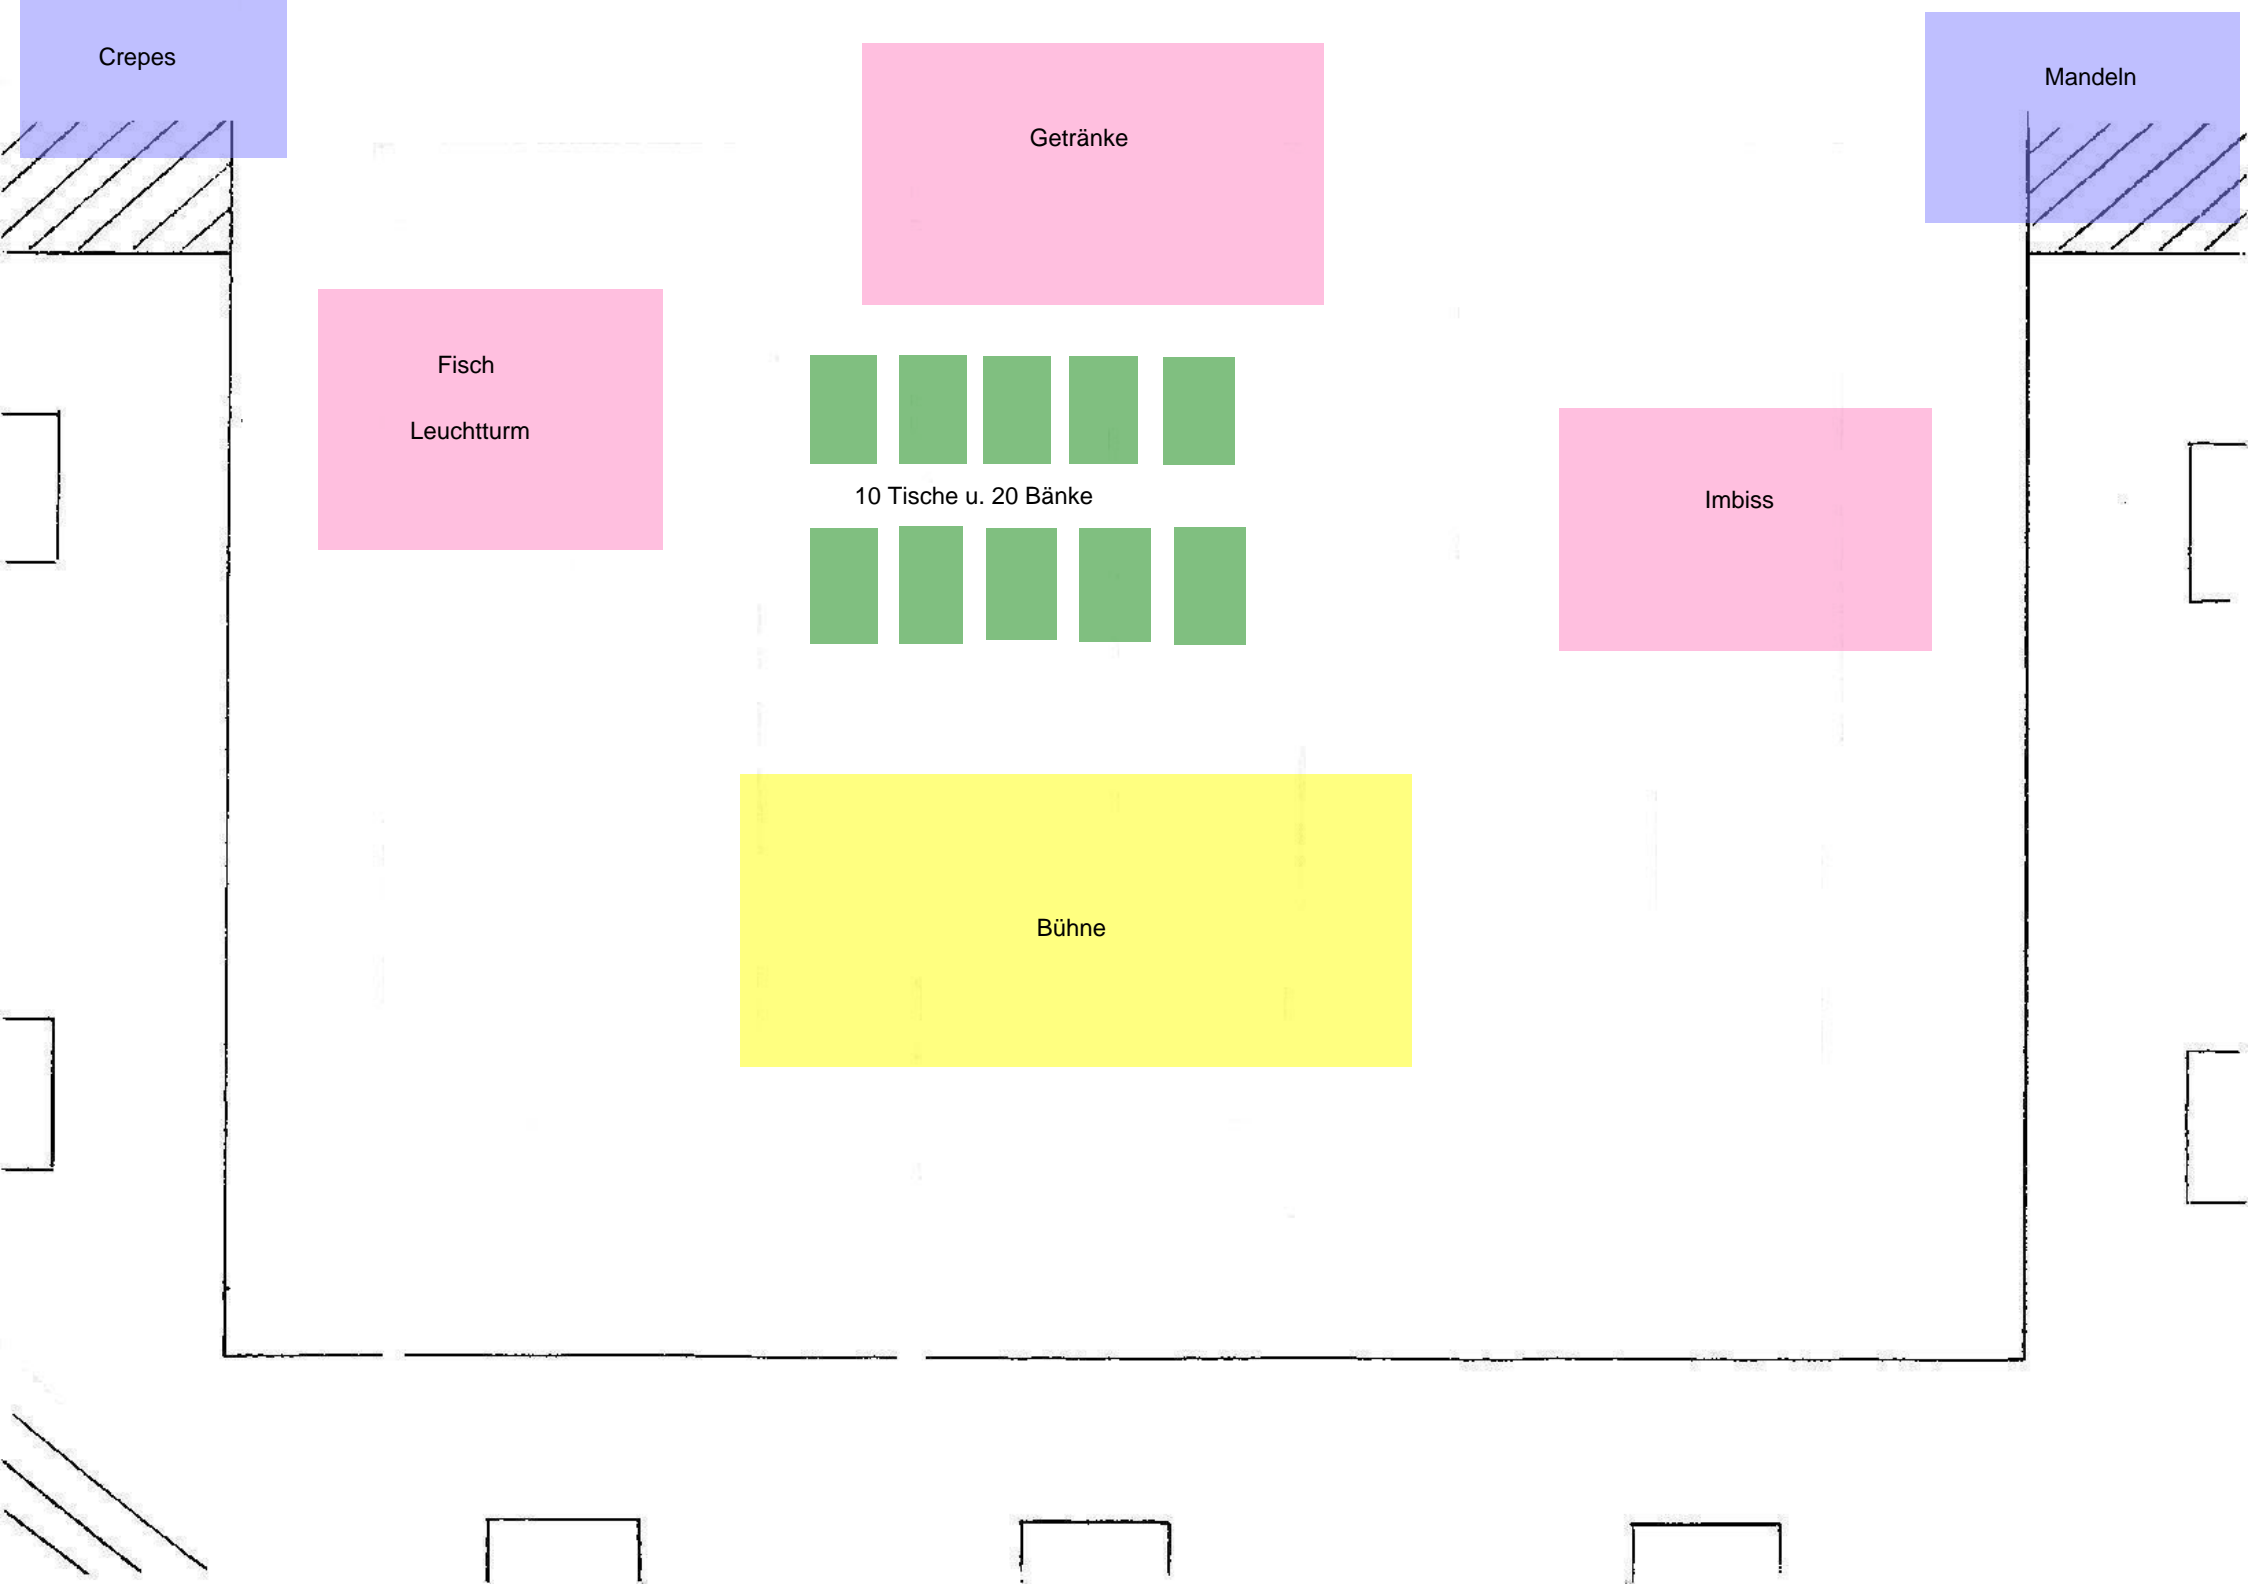 Crepes
Mandeln
Getränke
Fisch
Leuchtturm
10 Tische u. 20 Bänke
Imbiss
Bühne